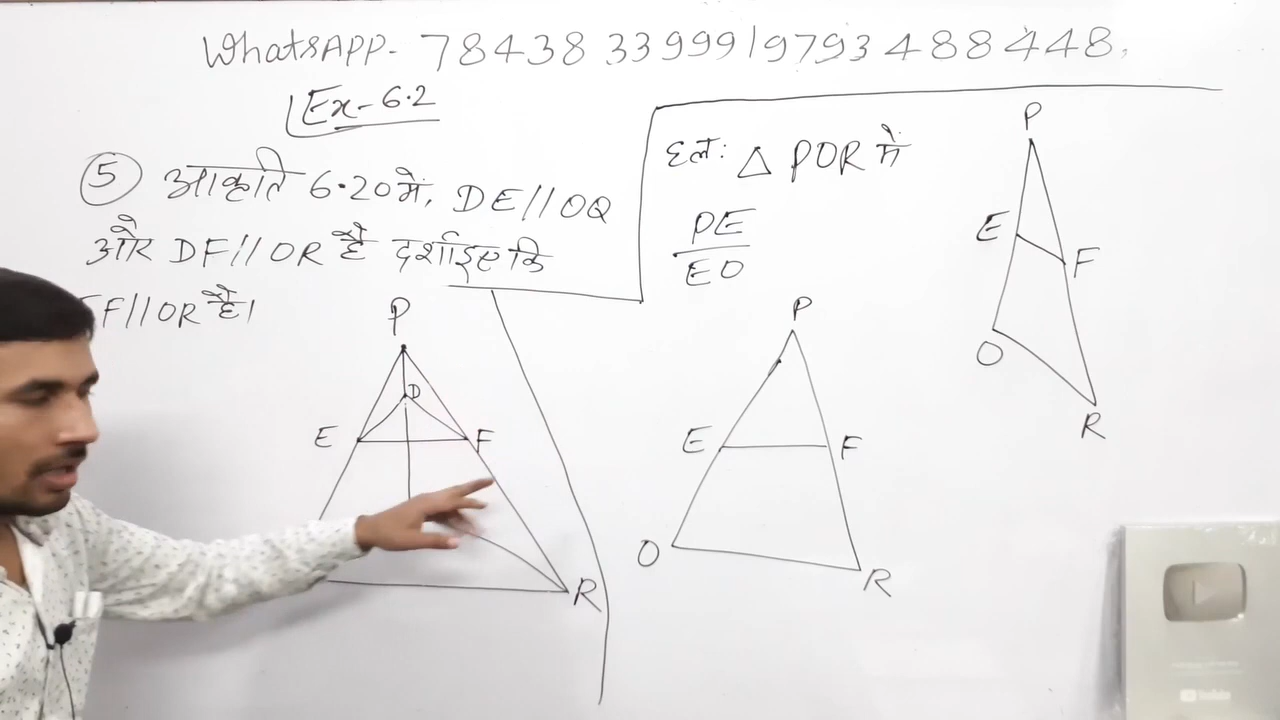 WhatsAPP- 78438 33999 | 9793 488448.
Ex-6.2
5 आकृति 6.20 में, DE//OQ
और DF//OR है दर्शाइए कि
F//OR है।
P
D
E
F
R
हल: △ POR में
PE
EO
P
E
F
O
R
P
E
F
O
R